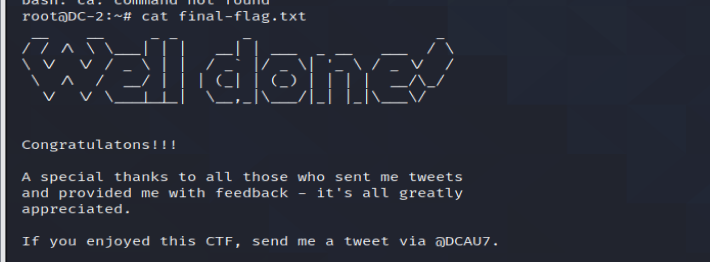 bash: ca: command not found
root@DC-2:~# cat final-flag.txt
Well done!
Congratulatons!!!
A special thanks to all those who sent me tweets
and provided me with feedback - it's all greatly
appreciated.
If you enjoyed this CTF, send me a tweet via @DCAU7.